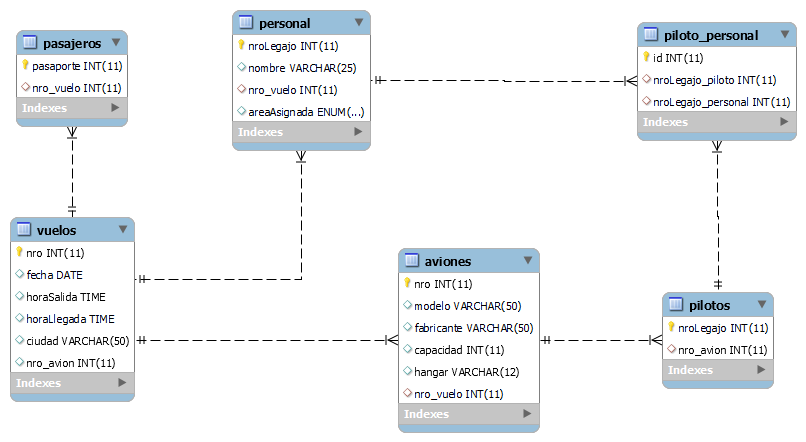 pasajeros
pasaporte INT(11)
nro_vuelo INT(11)
Indexes
personal
nroLegajo INT(11)
nombre VARCHAR(25)
nro_vuelo INT(11)
areaAsignada ENUM(...)
Indexes
piloto_personal
id INT(11)
nroLegajo_piloto INT(11)
nroLegajo_personal INT(11)
Indexes
vuelos
nro INT(11)
fecha DATE
horaSalida TIME
horaLlegada TIME
ciudad VARCHAR(50)
nro_avion INT(11)
Indexes
aviones
nro INT(11)
modelo VARCHAR(50)
fabricante VARCHAR(50)
capacidad INT(11)
hangar VARCHAR(12)
nro_vuelo INT(11)
Indexes
pilotos
nroLegajo INT(11)
nro_avion INT(11)
Indexes